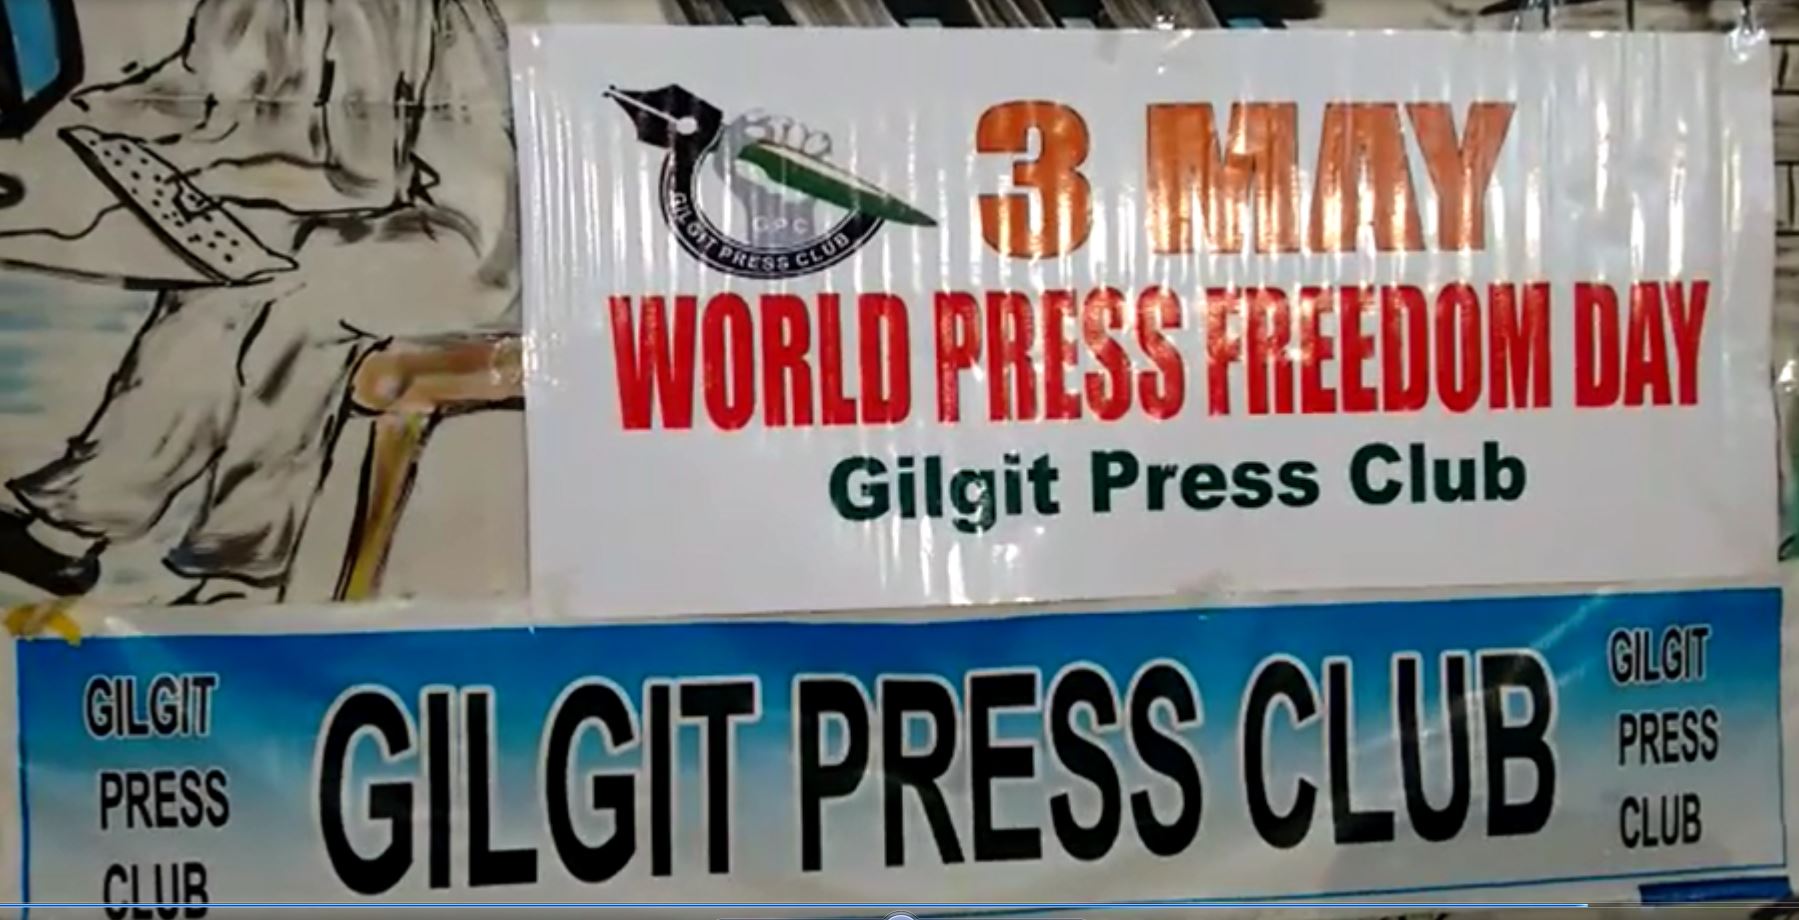 3 MAY
GPC
GILGIT PRESS CLUB
WORLD PRESS FREEDOM DAY
Gilgit Press Club
GILGIT
PRESS
CLUB
GILGIT PRESS CLUB
GILGIT
PRESS
CLUB